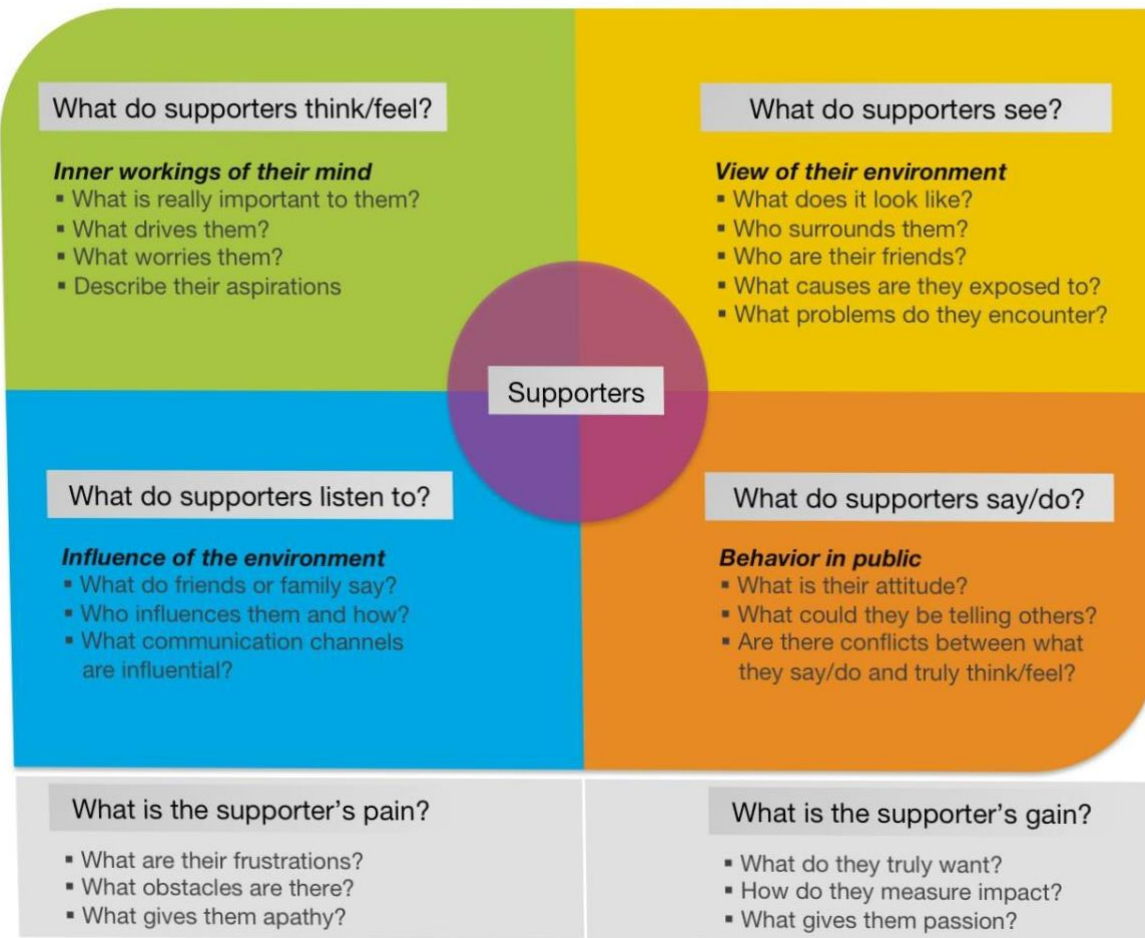 What do supporters think/feel?
Inner workings of their mind
▪ What is really important to them?
▪ What drives them?
▪ What worries them?
▪ Describe their aspirations
What do supporters see?
View of their environment
▪ What does it look like?
▪ Who surrounds them?
▪ Who are their friends?
▪ What causes are they exposed to?
▪ What problems do they encounter?
Supporters
What do supporters listen to?
Influence of the environment
▪ What do friends or family say?
▪ Who influences them and how?
▪ What communication channels
are influential?
What do supporters say/do?
Behavior in public
▪ What is their attitude?
▪ What could they be telling others?
▪ Are there conflicts between what
they say/do and truly think/feel?
What is the supporter’s pain?
▪ What are their frustrations?
▪ What obstacles are there?
▪ What gives them apathy?
What is the supporter’s gain?
▪ What do they truly want?
▪ How do they measure impact?
▪ What gives them passion?